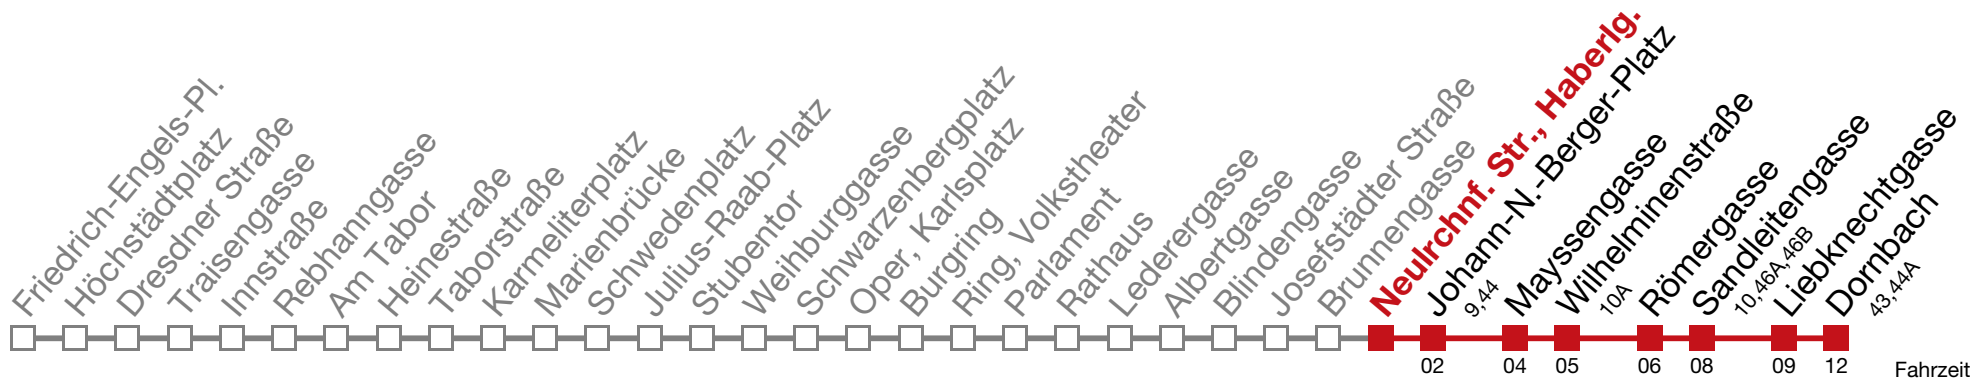 Friedrich-Engels-Pl.
Höchstädtplatz
Dresdner Straße
Traisengasse
Innstraße
Rebhanngasse
Am Tabor
Heinestraße
Taborstraße
Karmeliterplatz
Marienbrücke
Schwedenplatz
Julius-Raab-Platz
Stubentor
Weihburggasse
Schwarzenbergplatz
Oper, Karlsplatz
Burgring
Ring, Volkstheater
Parlament
Rathaus
Lederergasse
Albertgasse
Blindengasse
Josefstädter Straße
Brunnengasse
Neulrchnf. Str., Haberlg.
Johann-N.-Berger-Platz
9,44
Mayssengasse
Wilhelminenstraße
10A
Römergasse
Sandleitengasse
10,46A,46B
Liebknechtgasse
Dornbach
43,44A
02 04 05 06 08 09 12 Fahrzeit